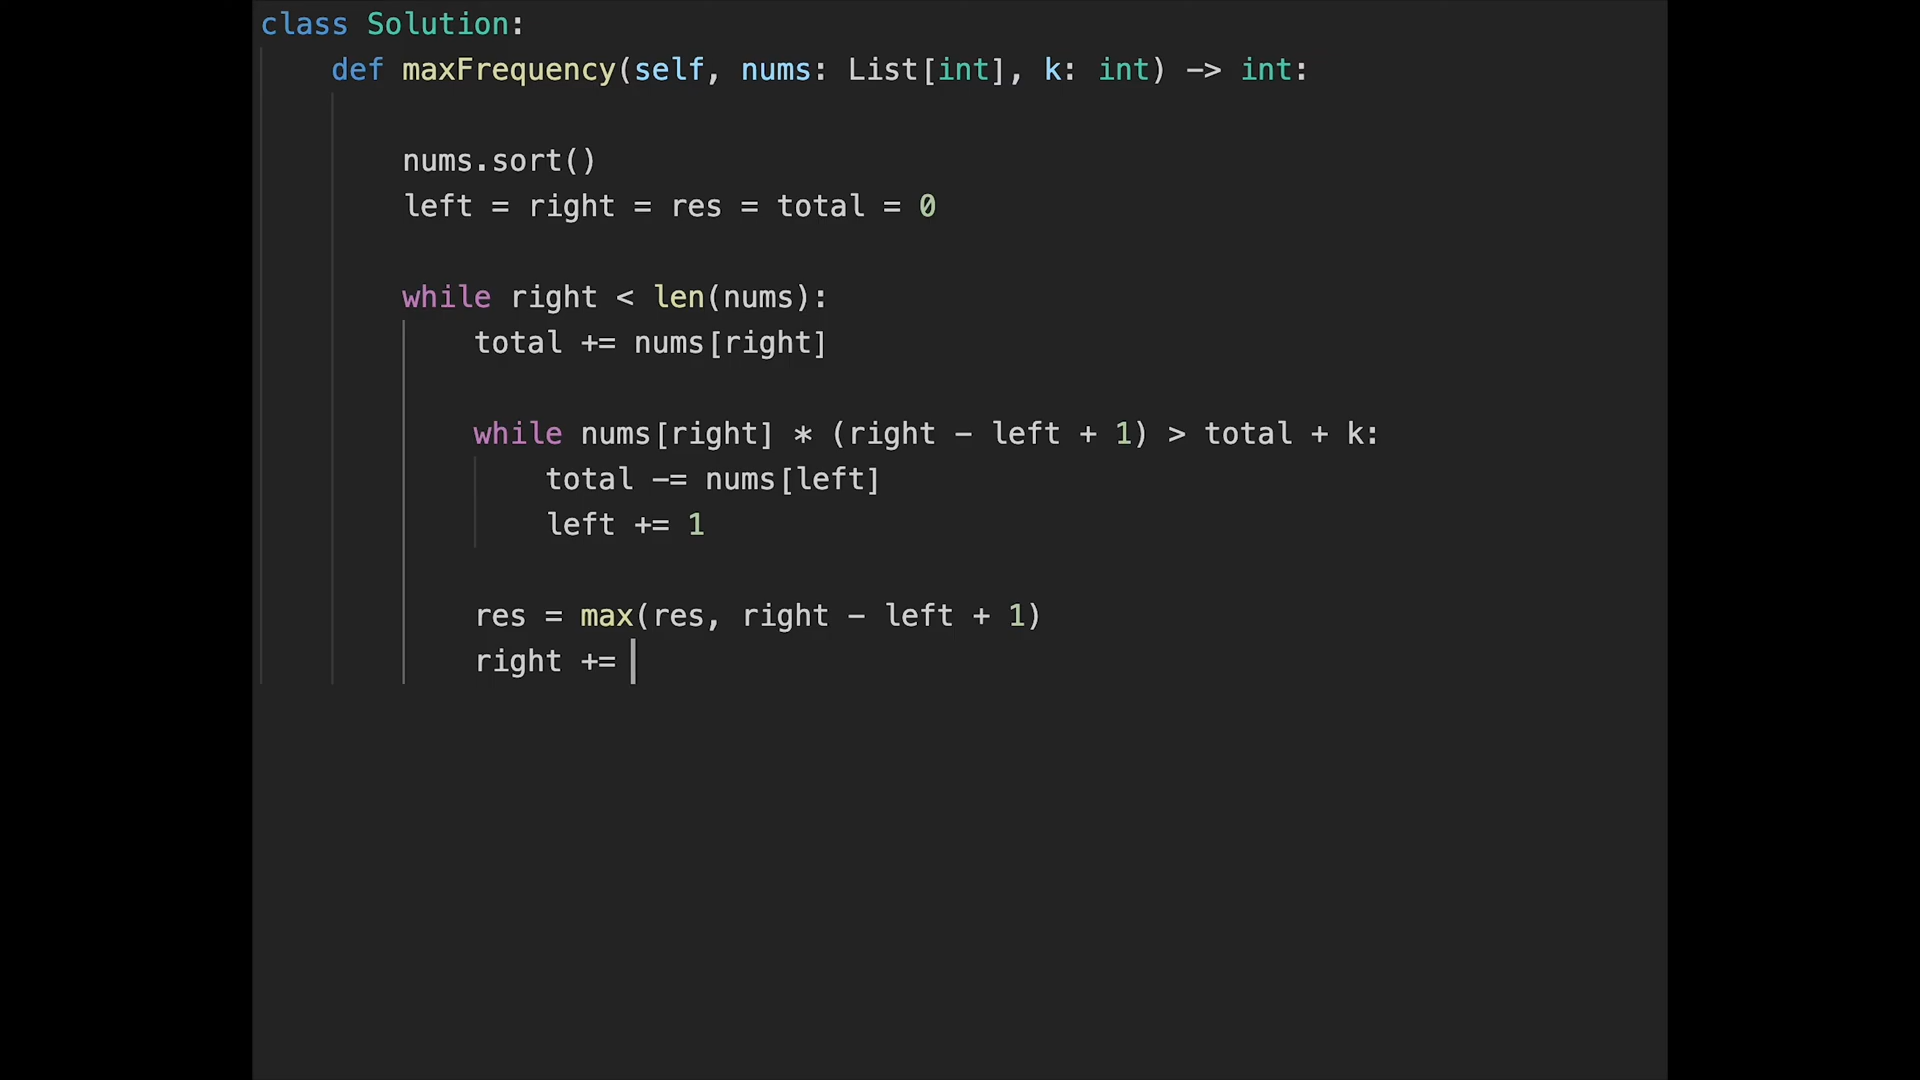 class Solution:
    def maxFrequency(self, nums: List[int], k: int) -> int:
        nums.sort()
        left = right = res = total = 0
        while right < len(nums):
            total += nums[right]
            while nums[right] * (right - left + 1) > total + k:
                total -= nums[left]
                left += 1
            res = max(res, right - left + 1)
            right +=